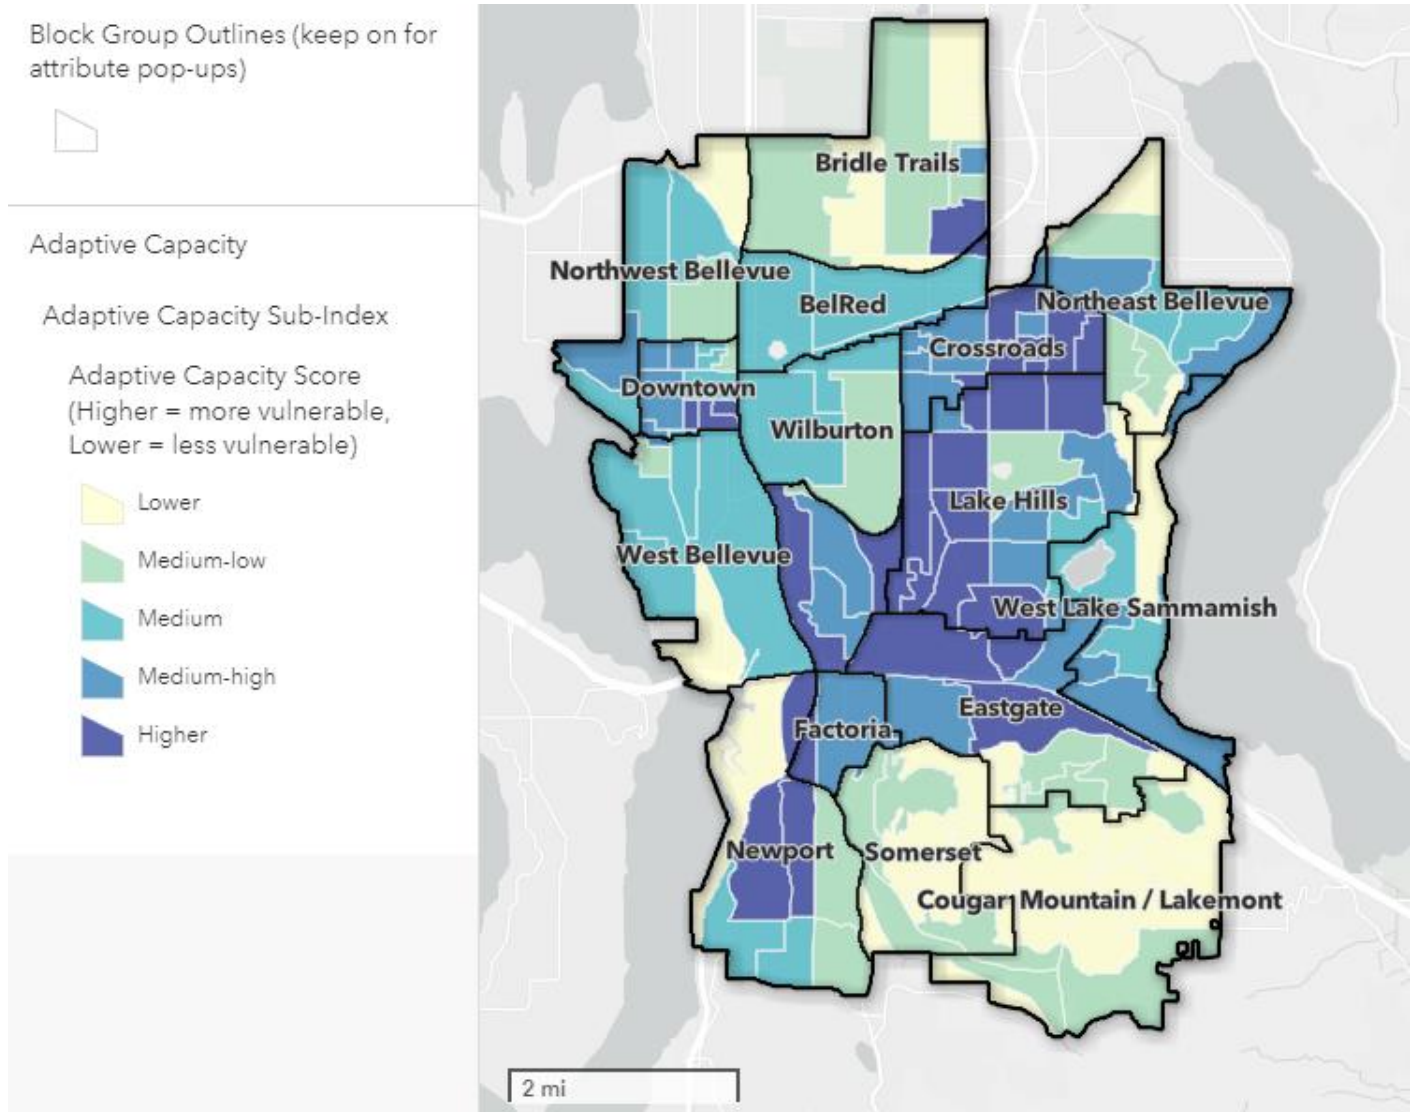 Block Group Outlines (keep on for
attribute pop-ups)
Adaptive Capacity
Adaptive Capacity Sub-Index
Adaptive Capacity Score
(Higher = more vulnerable,
Lower = less vulnerable)
Lower
Medium-low
Medium
Medium-high
Higher
Bridle Trails
Northwest Bellevue
BelRed
Northeast Bellevue
Crossroads
Downtown
Wilburton
Lake Hills
West Bellevue
West Lake Sammamish
Eastgate
Factoria
Newport
Somerset
Cougar Mountain / Lakemont
2 mi